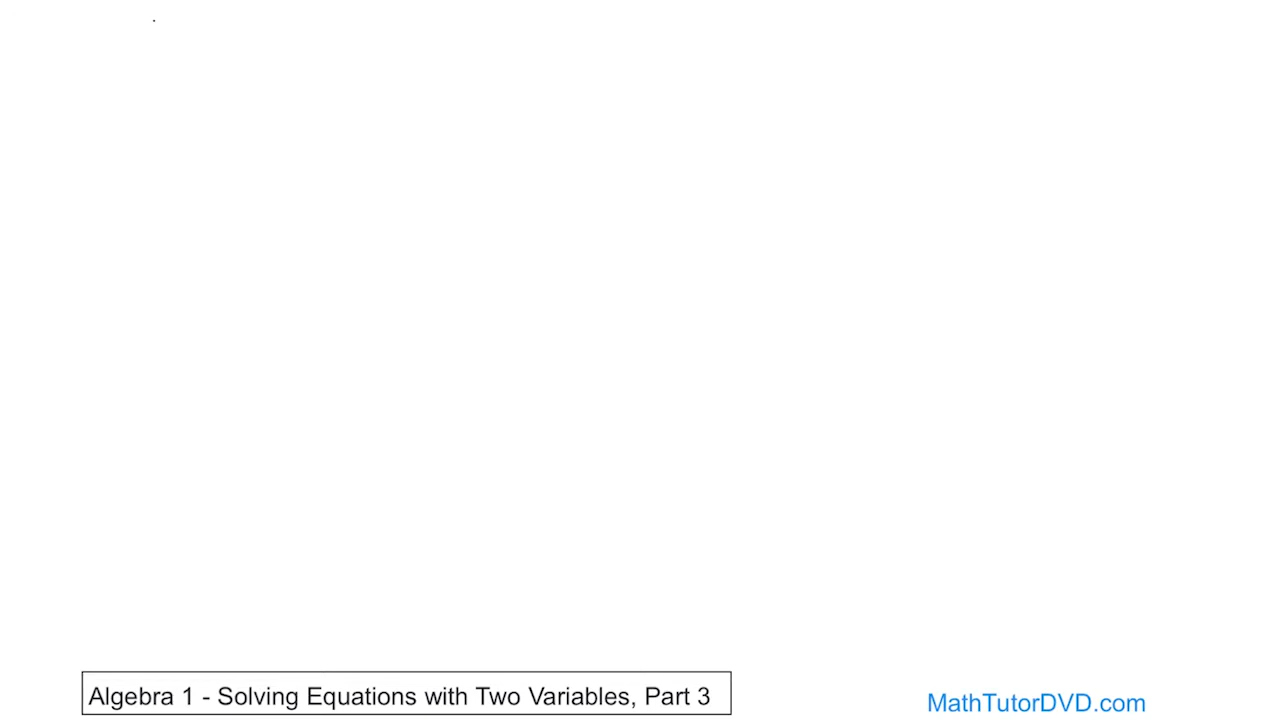 Algebra 1 - Solving Equations with Two Variables, Part 3
MathTutorDVD.com